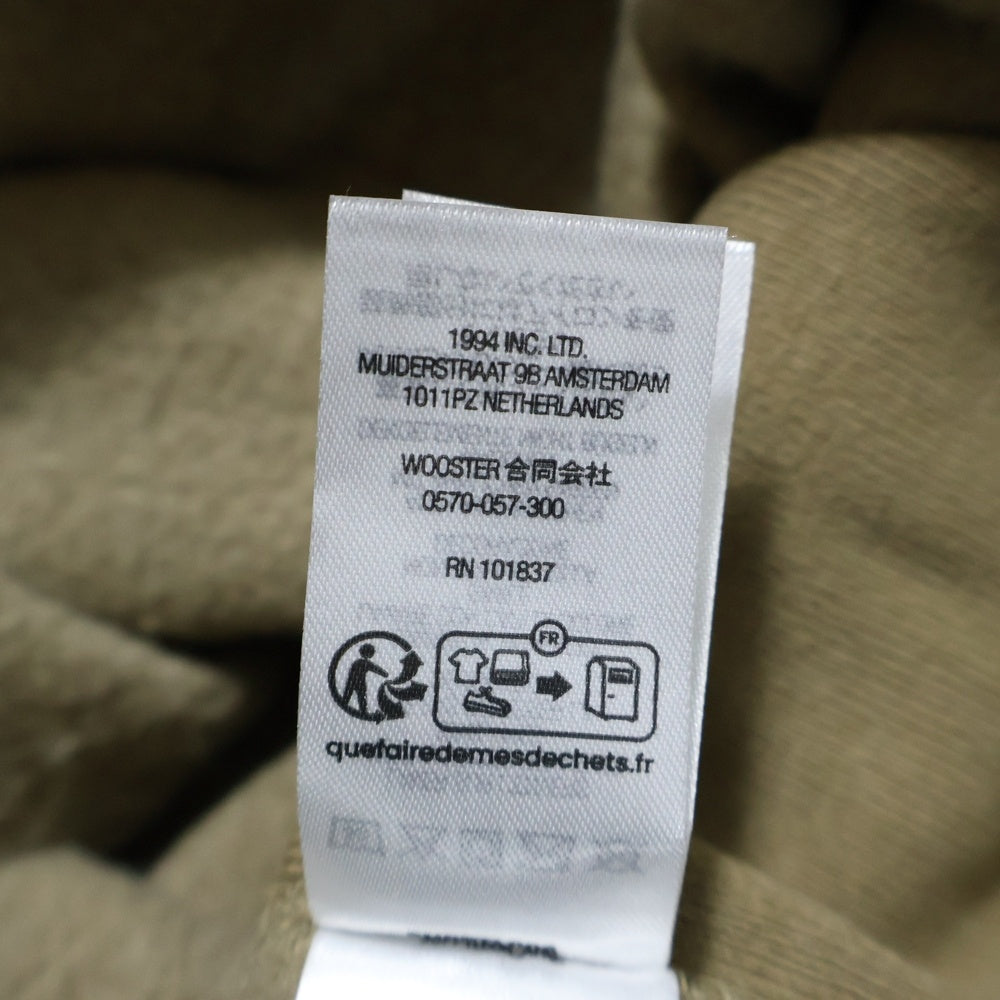 1994 INC. LTD.
MUIDERSTRAAT 9B AMSTERDAM
1011PZ NETHERLANDS
WOOSTER 合同会社
0570-057-300
RN 101837
FR
quefairedemesdechets.fr